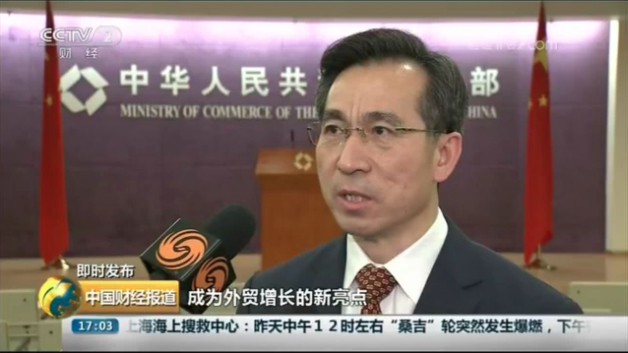 CCTV 2
财经
中华人民共
部
MINISTRY OF COMMERCE OF THE
CHINA
即时发布
中国财经报道
成为外贸增长的新亮点
17:03
上海海上搜救中心：昨天中午12时左右“桑吉”轮突然发生爆燃，下午